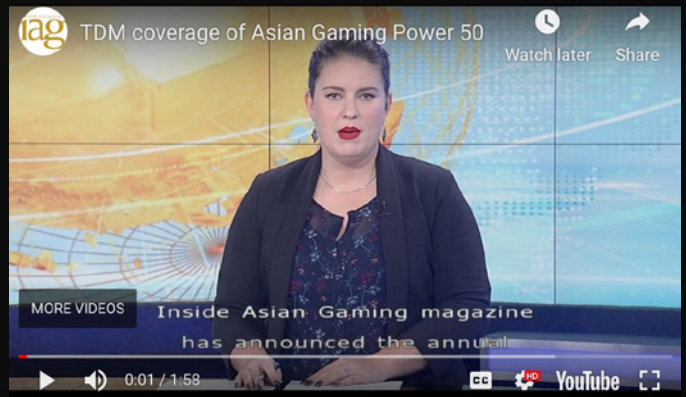 iag
TDM coverage of Asian Gaming Power 50
Watch later
Share
MORE VIDEOS
Inside Asian Gaming magazine
has announced the annual
0:01 / 1:58
CC
HD
YouTube